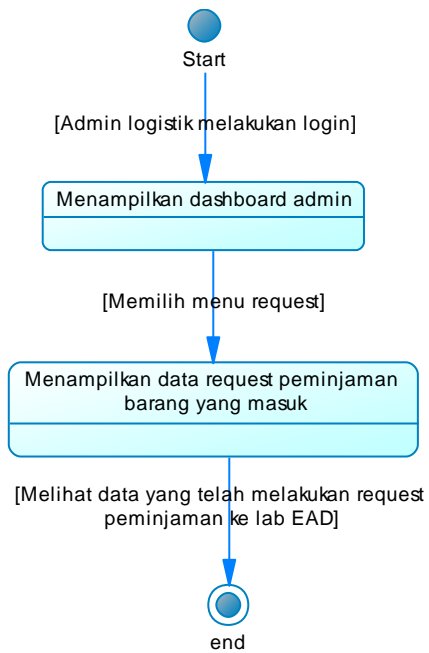 Start
[Admin logistik melakukan login]
Menampilkan dashboard admin
[Memilih menu request]
Menampilkan data request peminjaman
barang yang masuk
[Melihat data yang telah melakukan request
peminjaman ke lab EAD]
end